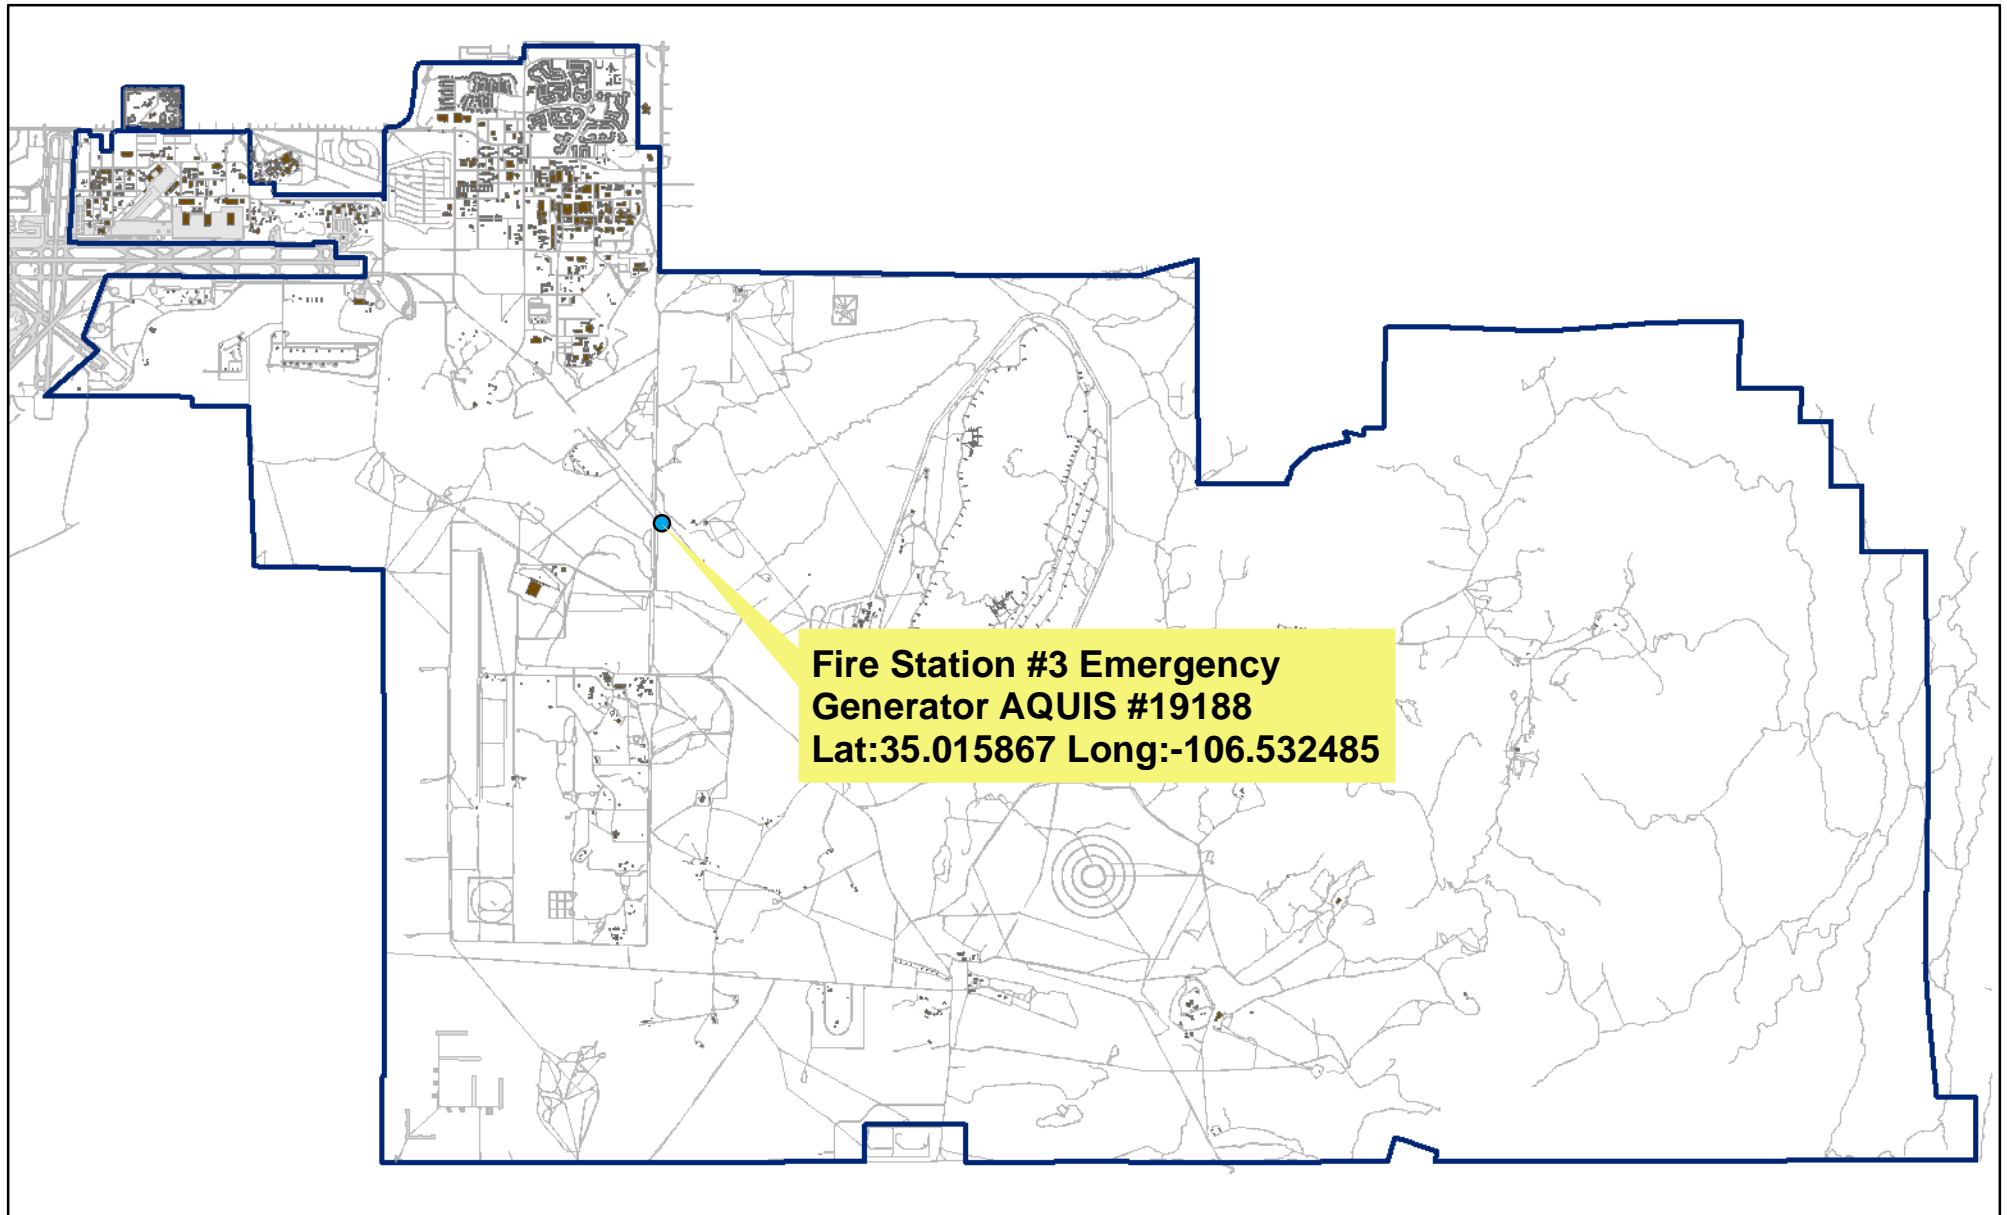 Fire Station #3 Emergency
Generator AQUIS #19188
Lat:35.015867 Long:-106.532485